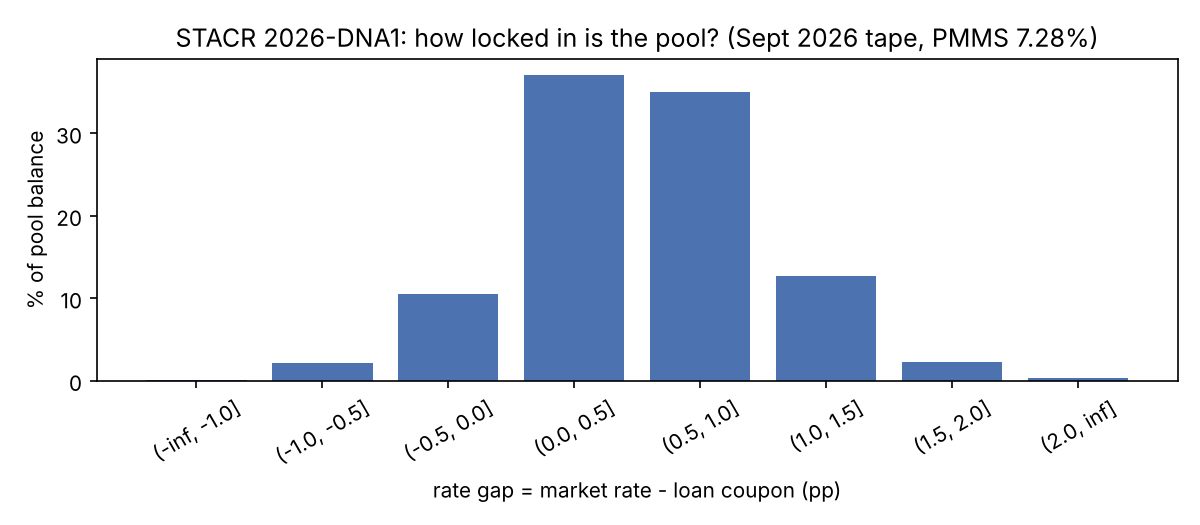 STACR 2026-DNA1: how locked in is the pool? (Sept 2026 tape, PMMS 7.28%)
% of pool balance
30
20
10
0
(-inf, -1.0]
(-1.0, -0.5]
(-0.5, 0.0]
(0.0, 0.5]
(0.5, 1.0]
(1.0, 1.5]
(1.5, 2.0]
(2.0, inf]
rate gap = market rate - loan coupon (pp)